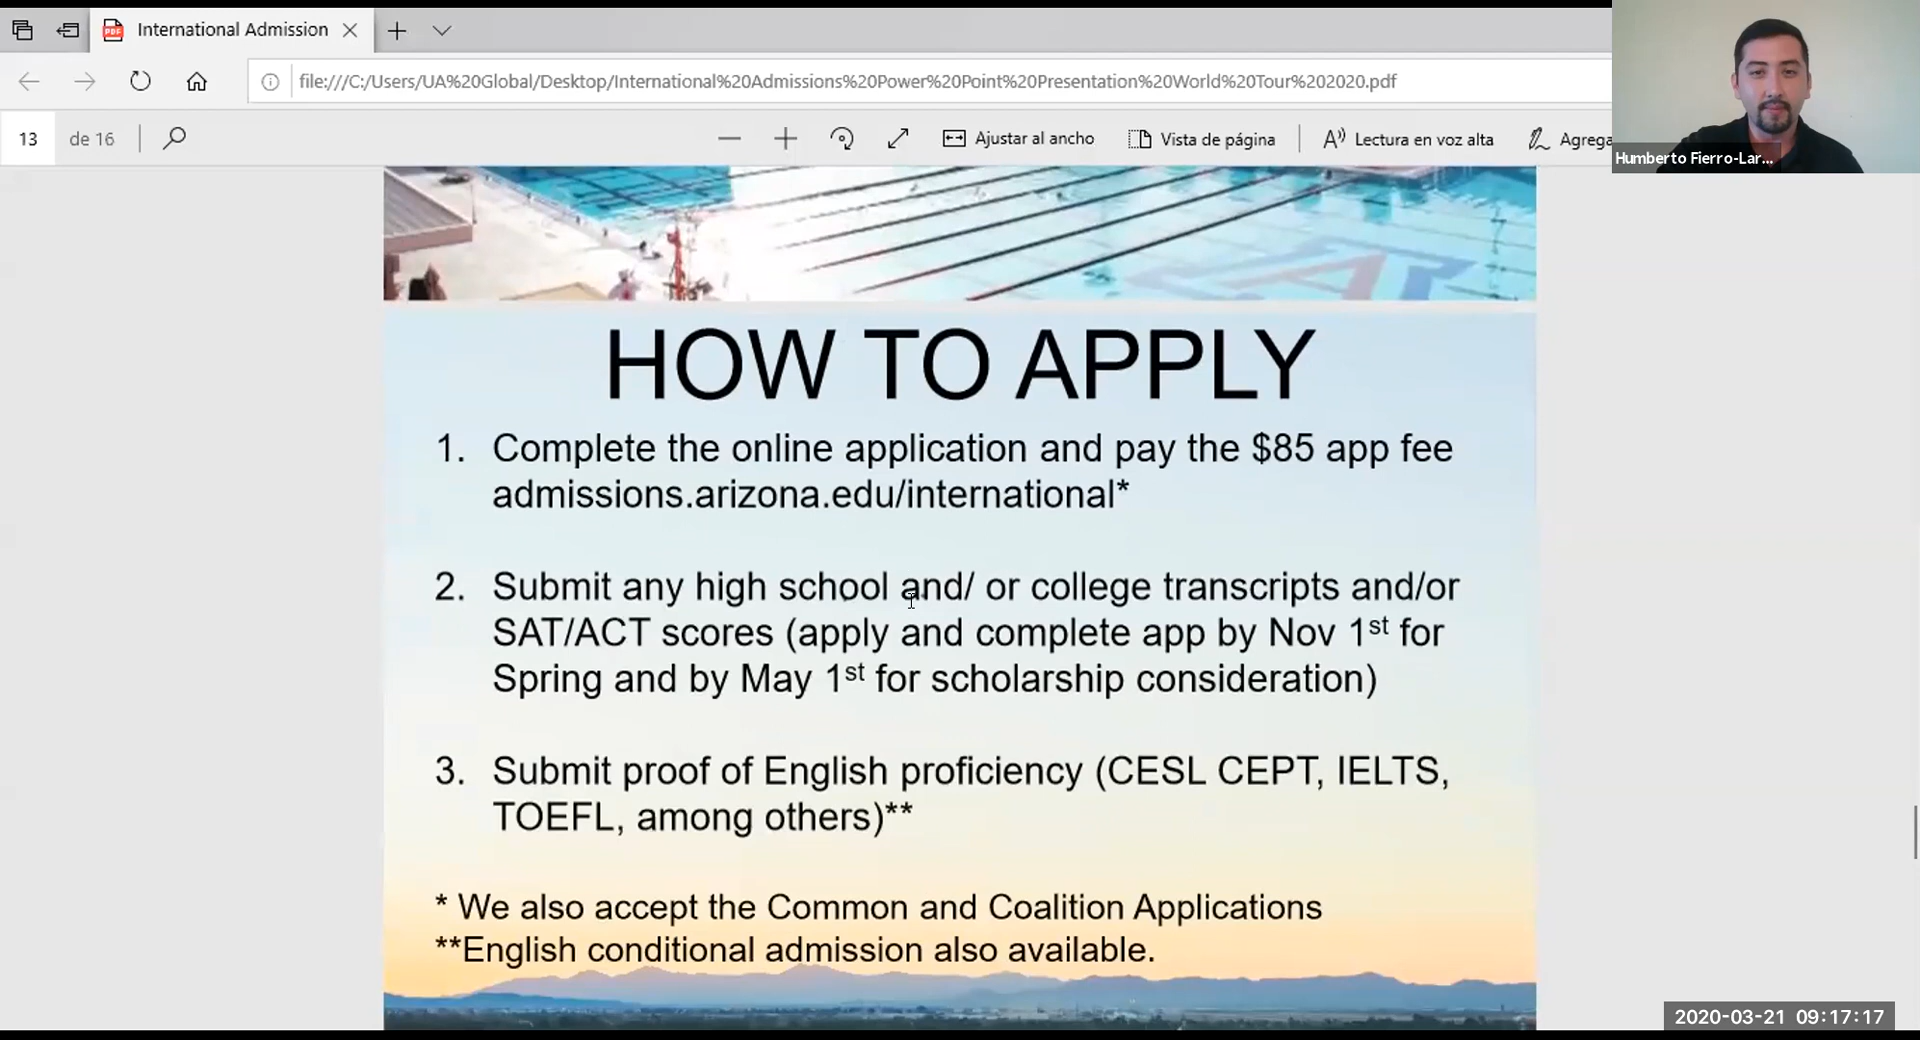 International Admission
file:///C:/Users/UA%20Global/Desktop/International%20Admissions%20Power%20Point%20Presentation%20World%20Tour%202020.pdf
13 de 16
Ajustar al ancho
Vista de página
Lectura en voz alta
Agrega
Humberto Fierro-Lar...
HOW TO APPLY
1. Complete the online application and pay the $85 app fee
admissions.arizona.edu/international*
2. Submit any high school and/ or college transcripts and/or
SAT/ACT scores (apply and complete app by Nov 1st for
Spring and by May 1st for scholarship consideration)
3. Submit proof of English proficiency (CESL CEPT, IELTS,
TOEFL, among others)**
* We also accept the Common and Coalition Applications
**English conditional admission also available.
2020-03-21 09:17:17